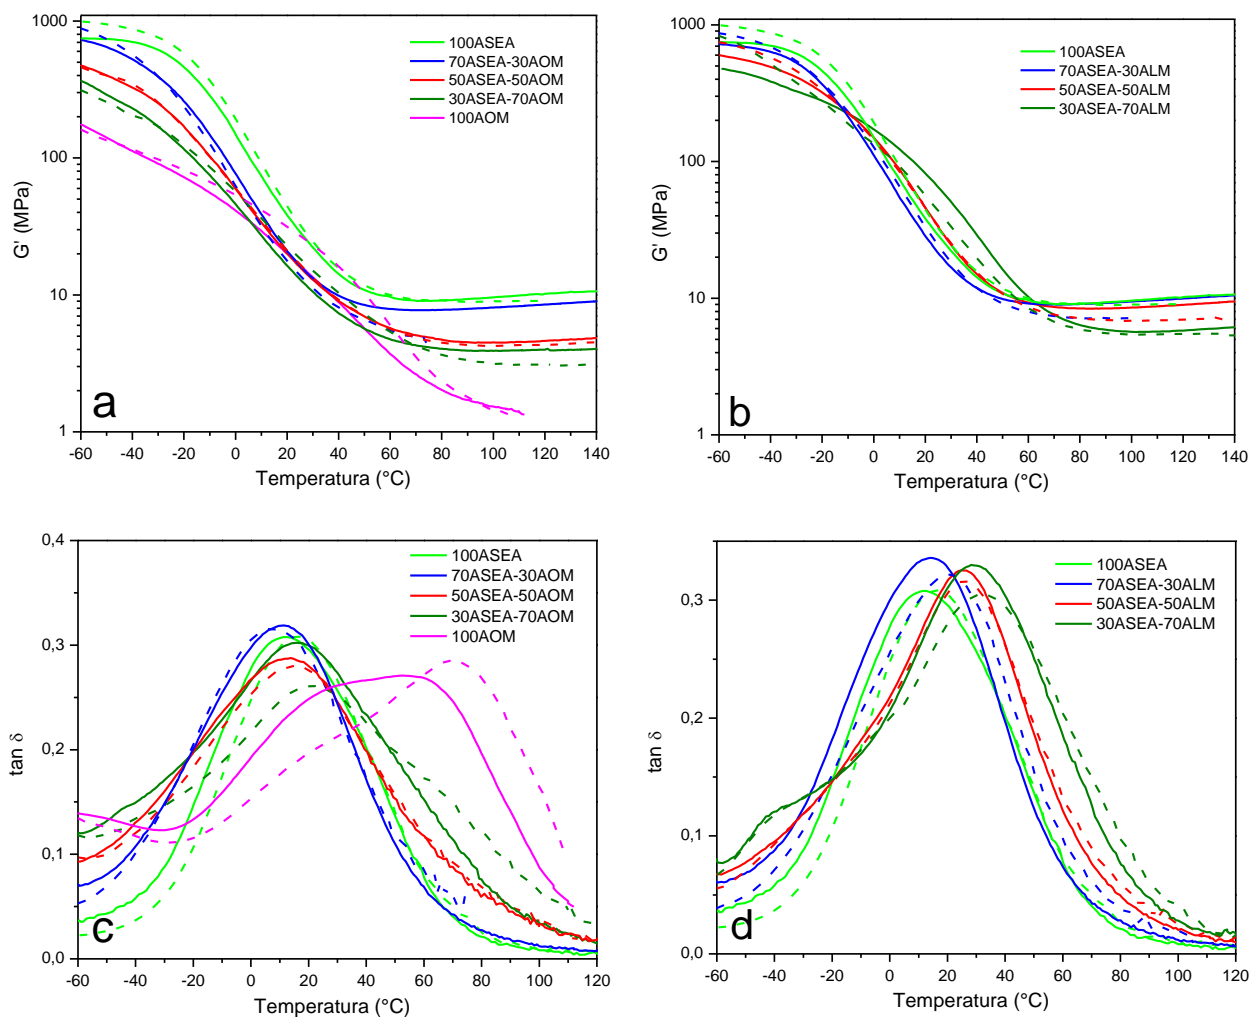 1000
100
10
1
G' (MPa)
100ASEA
70ASEA-30AOM
50ASEA-50AOM
30ASEA-70AOM
100AOM
a
-60 -40 -20 0 20 40 60 80 100 120 140
Temperatura (°C)
1000
100
10
1
G' (MPa)
100ASEA
70ASEA-30ALM
50ASEA-50ALM
30ASEA-70ALM
b
-60 -40 -20 0 20 40 60 80 100 120 140
Temperatura (°C)
0,4
0,3
0,2
0,1
0,0
tan δ
100ASEA
70ASEA-30AOM
50ASEA-50AOM
30ASEA-70AOM
100AOM
c
-60 -40 -20 0 20 40 60 80 100 120
Temperatura (°C)
0,3
0,2
0,1
0,0
tan δ
100ASEA
70ASEA-30ALM
50ASEA-50ALM
30ASEA-70ALM
d
-60 -40 -20 0 20 40 60 80 100 120
Temperatura (°C)